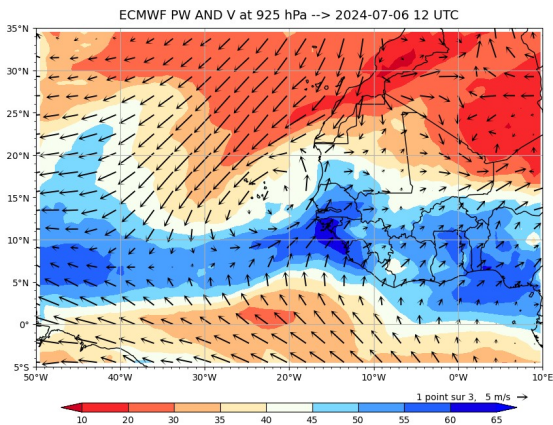 ECMWF PW AND V at 925 hPa --> 2024-07-06 12 UTC
35°N
30°N
25°N
20°N
15°N
10°N
5°N
0°
5°S
50°W 40°W 30°W 20°W 10°W 0°W 10°E
1 point sur 3, 5 m/s
10 20 30 35 40 45 50 55 60 65